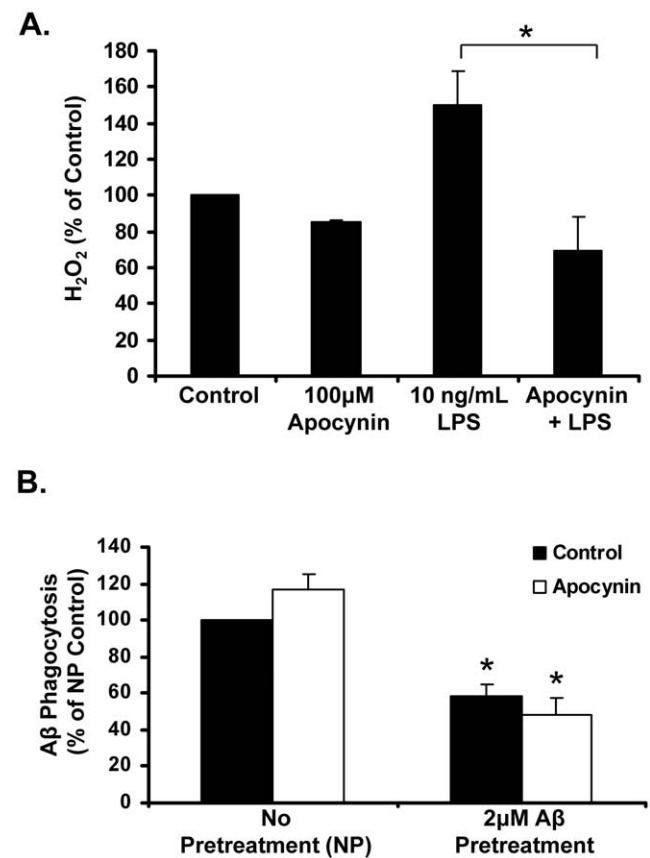 A.
*
H₂O₂ (% of Control)
180
160
140
120
100
80
60
40
20
0
Control
100µM
Apocynin
10 ng/mL
LPS
Apocynin
+ LPS
B.
Aβ Phagocytosis
(% of NP Control)
140
120
100
80
60
40
20
0
Control
Apocynin
*
*
No
Pretreatment (NP)
2µM Aβ
Pretreatment